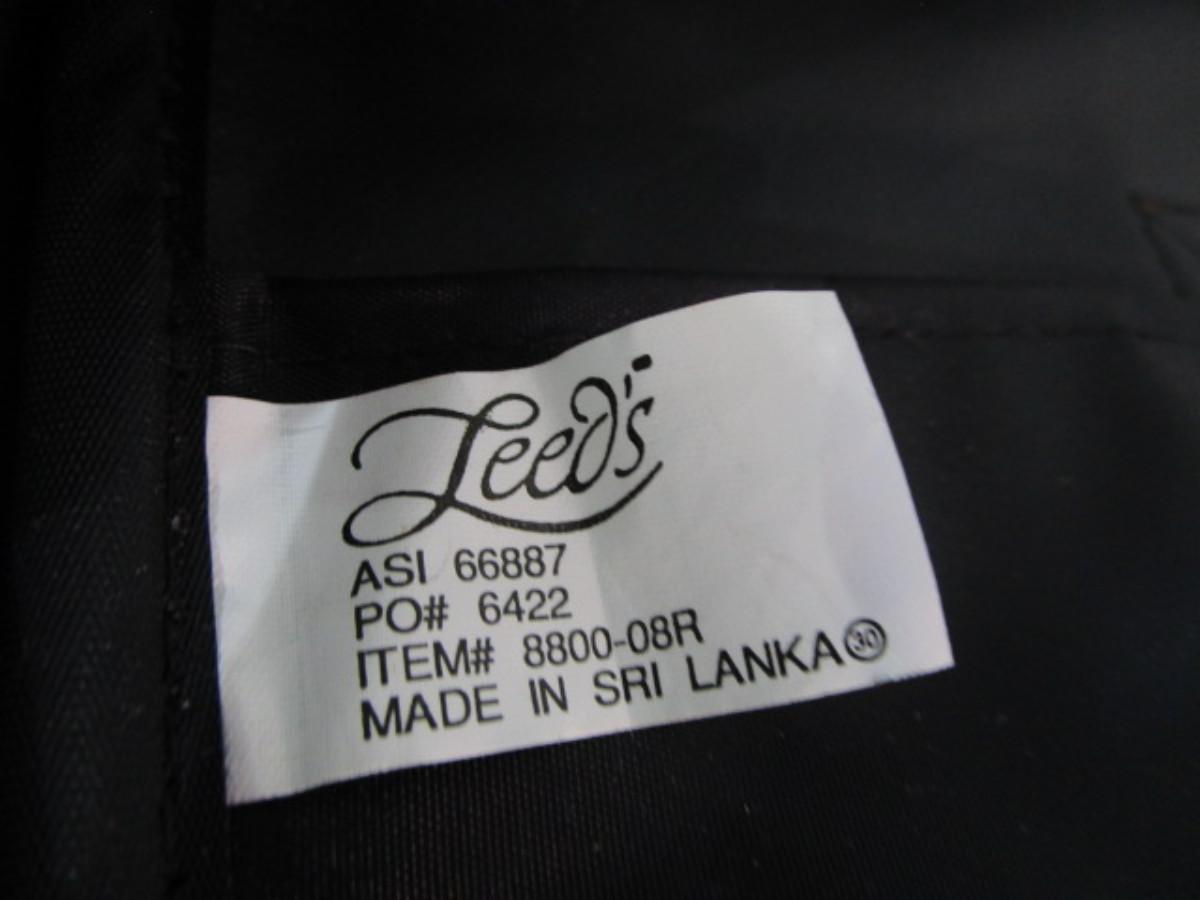 Leed's
ASI 66887
PO# 6422
ITEM# 8800-08R
MADE IN SRI LANKA 30